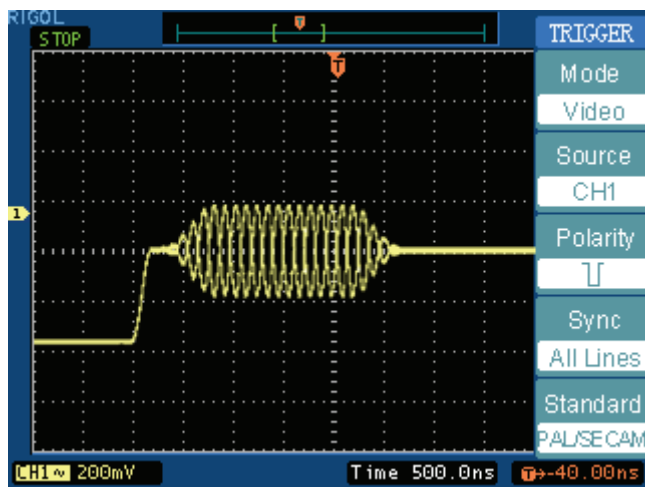 RIGOL
STOP
T
TRIGGER
Mode
Video
Source
CH1
Polarity
Sync
All Lines
Standard
PAL/SECAM
T
1
CH1~ 200mV
Time 500.0ns
T→-40.00ns